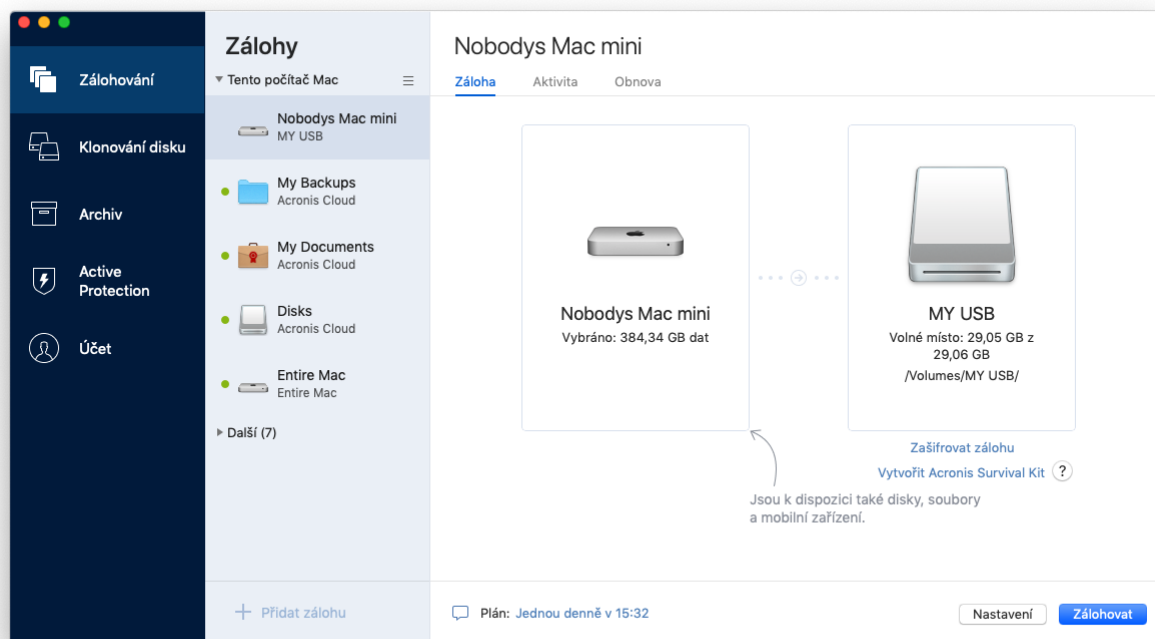 Zálohování
Klonování disku
Archiv
Active
Protection
Účet
Zálohy
Tento počítač Mac
Nobodys Mac mini
MY USB
My Backups
Acronis Cloud
My Documents
Acronis Cloud
Disks
Acronis Cloud
Entire Mac
Entire Mac
Další (7)
Přidat zálohu
Nobodys Mac mini
Záloha Aktivita Obnova
Nobodys Mac mini
Vybráno: 384,34 GB dat
MY USB
Volné místo: 29,05 GB z
29,06 GB
/Volumes/MY USB/
Zašifrovat zálohu
Vytvořit Acronis Survival Kit ?
Jsou k dispozici také disky, soubory
a mobilní zařízení.
Plán: Jednou denně v 15:32
Nastavení Zálohovat